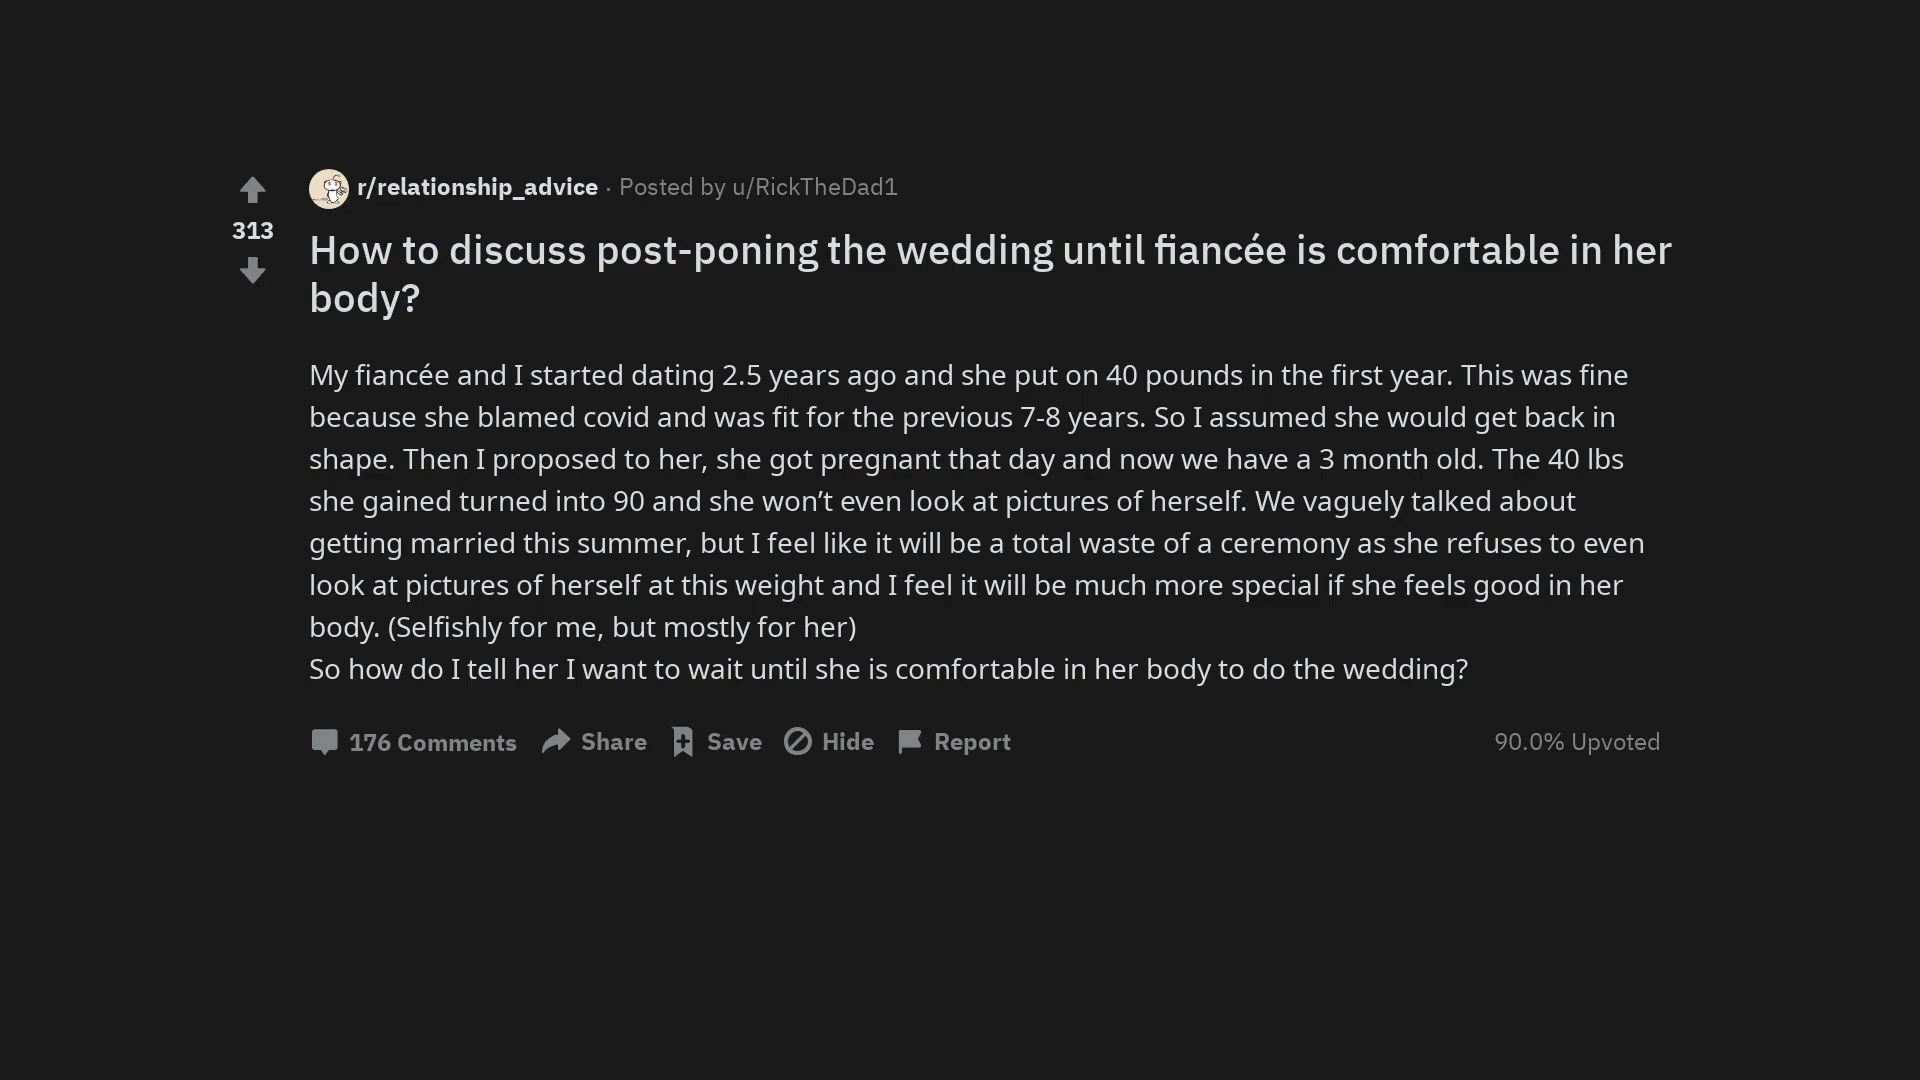 r/relationship_advice · Posted by u/RickTheDad1
313
How to discuss post-poning the wedding until fiancée is comfortable in her
body?
My fiancée and I started dating 2.5 years ago and she put on 40 pounds in the first year. This was fine
because she blamed covid and was fit for the previous 7-8 years. So I assumed she would get back in
shape. Then I proposed to her, she got pregnant that day and now we have a 3 month old. The 40 lbs
she gained turned into 90 and she won’t even look at pictures of herself. We vaguely talked about
getting married this summer, but I feel like it will be a total waste of a ceremony as she refuses to even
look at pictures of herself at this weight and I feel it will be much more special if she feels good in her
body. (Selfishly for me, but mostly for her)
So how do I tell her I want to wait until she is comfortable in her body to do the wedding?
176 Comments Share Save Hide Report 90.0% Upvoted